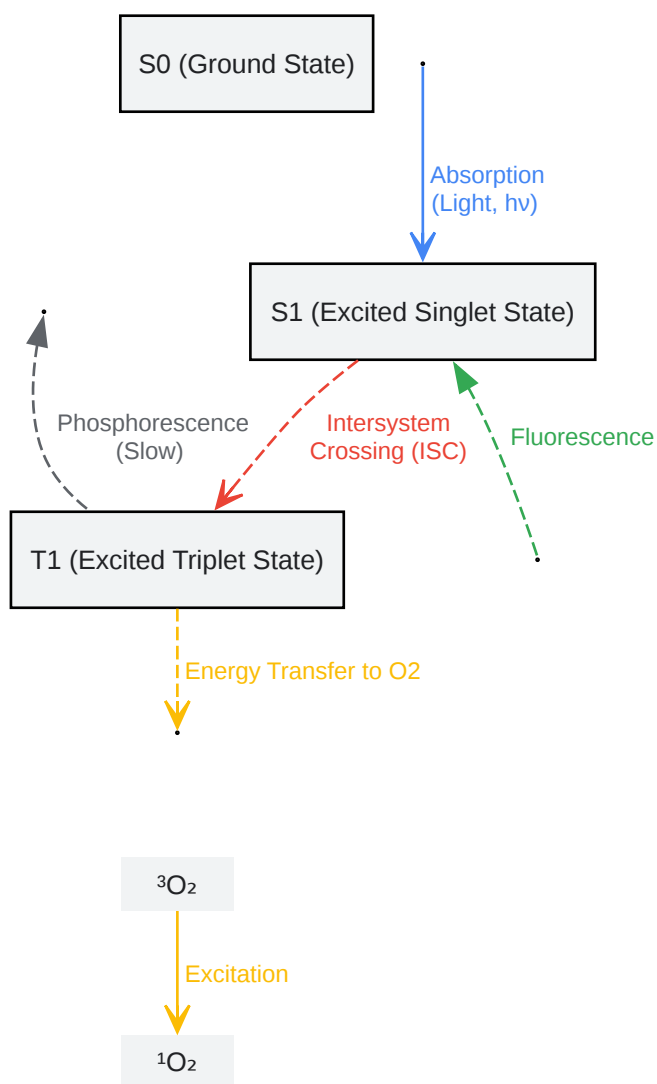 S0 (Ground State)
Absorption
(Light, hν)
S1 (Excited Singlet State)
Phosphorescence
(Slow)
Intersystem
Crossing (ISC)
Fluorescence
T1 (Excited Triplet State)
Energy Transfer to O2
³O₂
Excitation
¹O₂